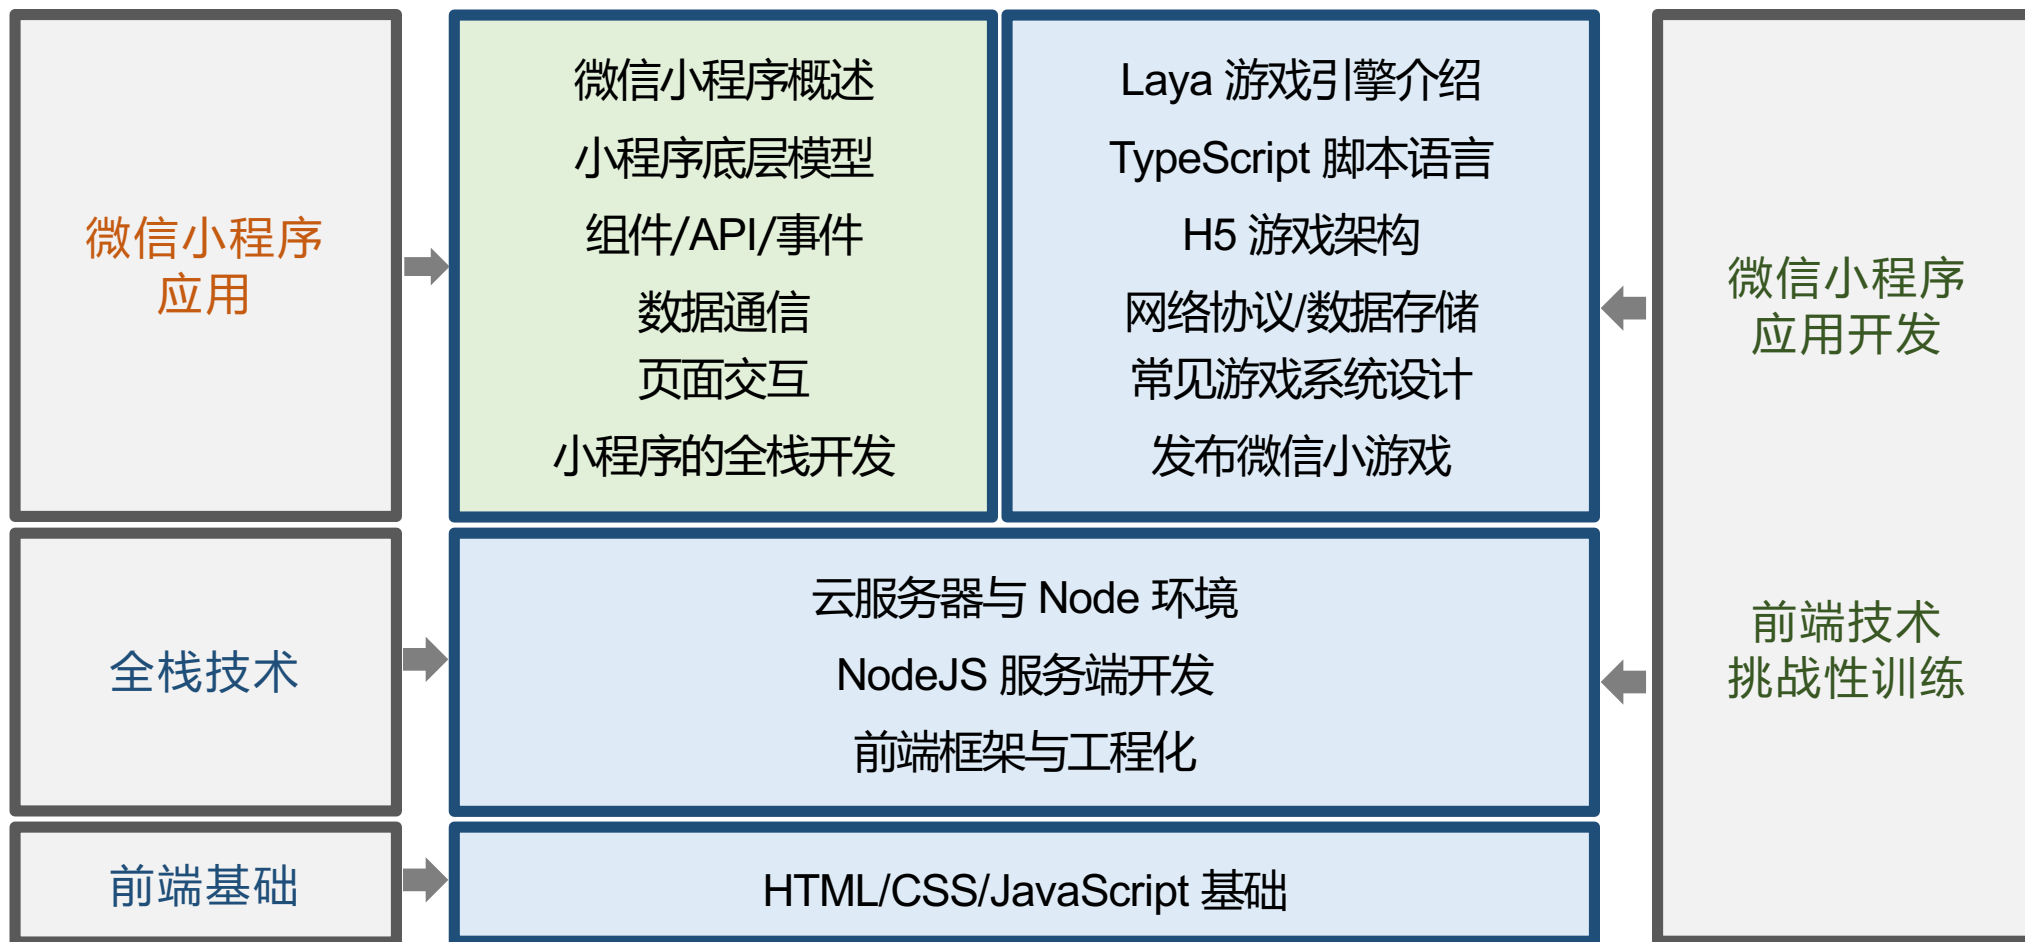 微信小程序
应用
微信小程序概述
小程序底层模型
组件/API/事件
数据通信
页面交互
小程序的全栈开发
Laya 游戏引擎介绍
TypeScript 脚本语言
H5 游戏架构
网络协议/数据存储
常见游戏系统设计
发布微信小游戏
微信小程序
应用开发
全栈技术
云服务器与 Node 环境
NodeJS 服务端开发
前端框架与工程化
前端技术
挑战性训练
前端基础
HTML/CSS/JavaScript 基础